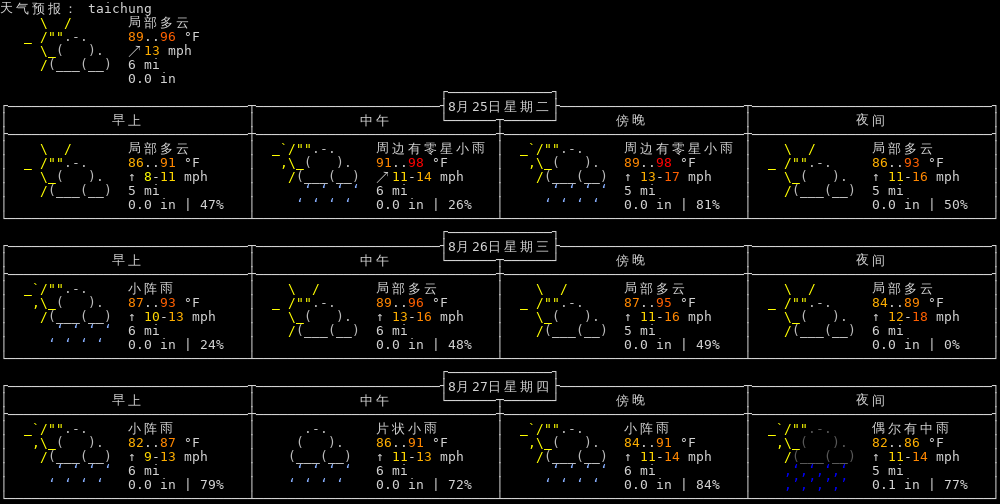 天气预报： taichung
局部多云
89..96 °F
↗ 13 mph
6 mi
0.0 in
8月25日星期二
早上 中午 傍晚 夜间
局部多云 周边有零星小雨 周边有零星小雨 局部多云
86..91 °F 91..98 °F 89..98 °F 86..93 °F
↑ 8-11 mph ↗ 11-14 mph ↑ 13-17 mph ↑ 11-16 mph
5 mi 6 mi 5 mi 5 mi
0.0 in | 47% 0.0 in | 26% 0.0 in | 81% 0.0 in | 50%
8月26日星期三
早上 中午 傍晚 夜间
小阵雨 局部多云 局部多云 局部多云
87..93 °F 89..96 °F 87..95 °F 84..89 °F
↑ 10-13 mph ↑ 13-16 mph ↑ 11-16 mph ↑ 12-18 mph
6 mi 6 mi 5 mi 6 mi
0.0 in | 24% 0.0 in | 48% 0.0 in | 49% 0.0 in | 0%
8月27日星期四
早上 中午 傍晚 夜间
小阵雨 片状小雨 小阵雨 偶尔有中雨
82..87 °F 86..91 °F 84..91 °F 82..86 °F
↑ 9-13 mph ↑ 11-13 mph ↑ 11-14 mph ↑ 11-14 mph
6 mi 6 mi 6 mi 5 mi
0.0 in | 79% 0.0 in | 72% 0.0 in | 84% 0.1 in | 77%